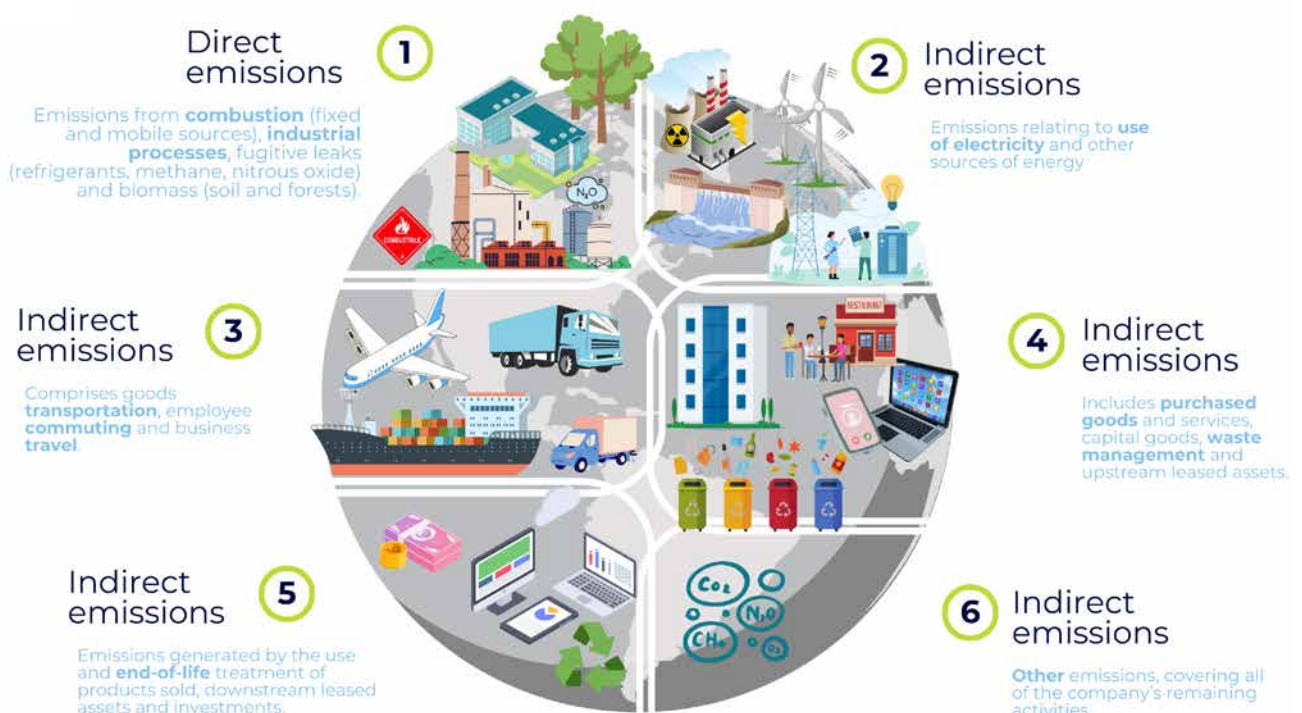 Direct
emissions
1
Emissions from combustion (fixed
and mobile sources), industrial
processes, fugitive leaks
(refrigerants, methane, nitrous oxide)
and biomass (soil and forests).
N₂O
COMBUSTIBLE
2
Indirect
emissions
Emissions relating to use
of electricity and other
sources of energy
Indirect
emissions
3
Comprises goods
transportation, employee
commuting and business
travel.
RESTAURANT
4
Indirect
emissions
Includes purchased
goods and services,
capital goods, waste
management and
upstream leased assets.
Indirect
emissions
5
Emissions generated by the use
and end-of-life treatment of
products sold, downstream leased
assets and investments.
CO₂
N₂O
CH₄
O₃
6
Indirect
emissions
Other emissions, covering all
of the company's remaining
activities